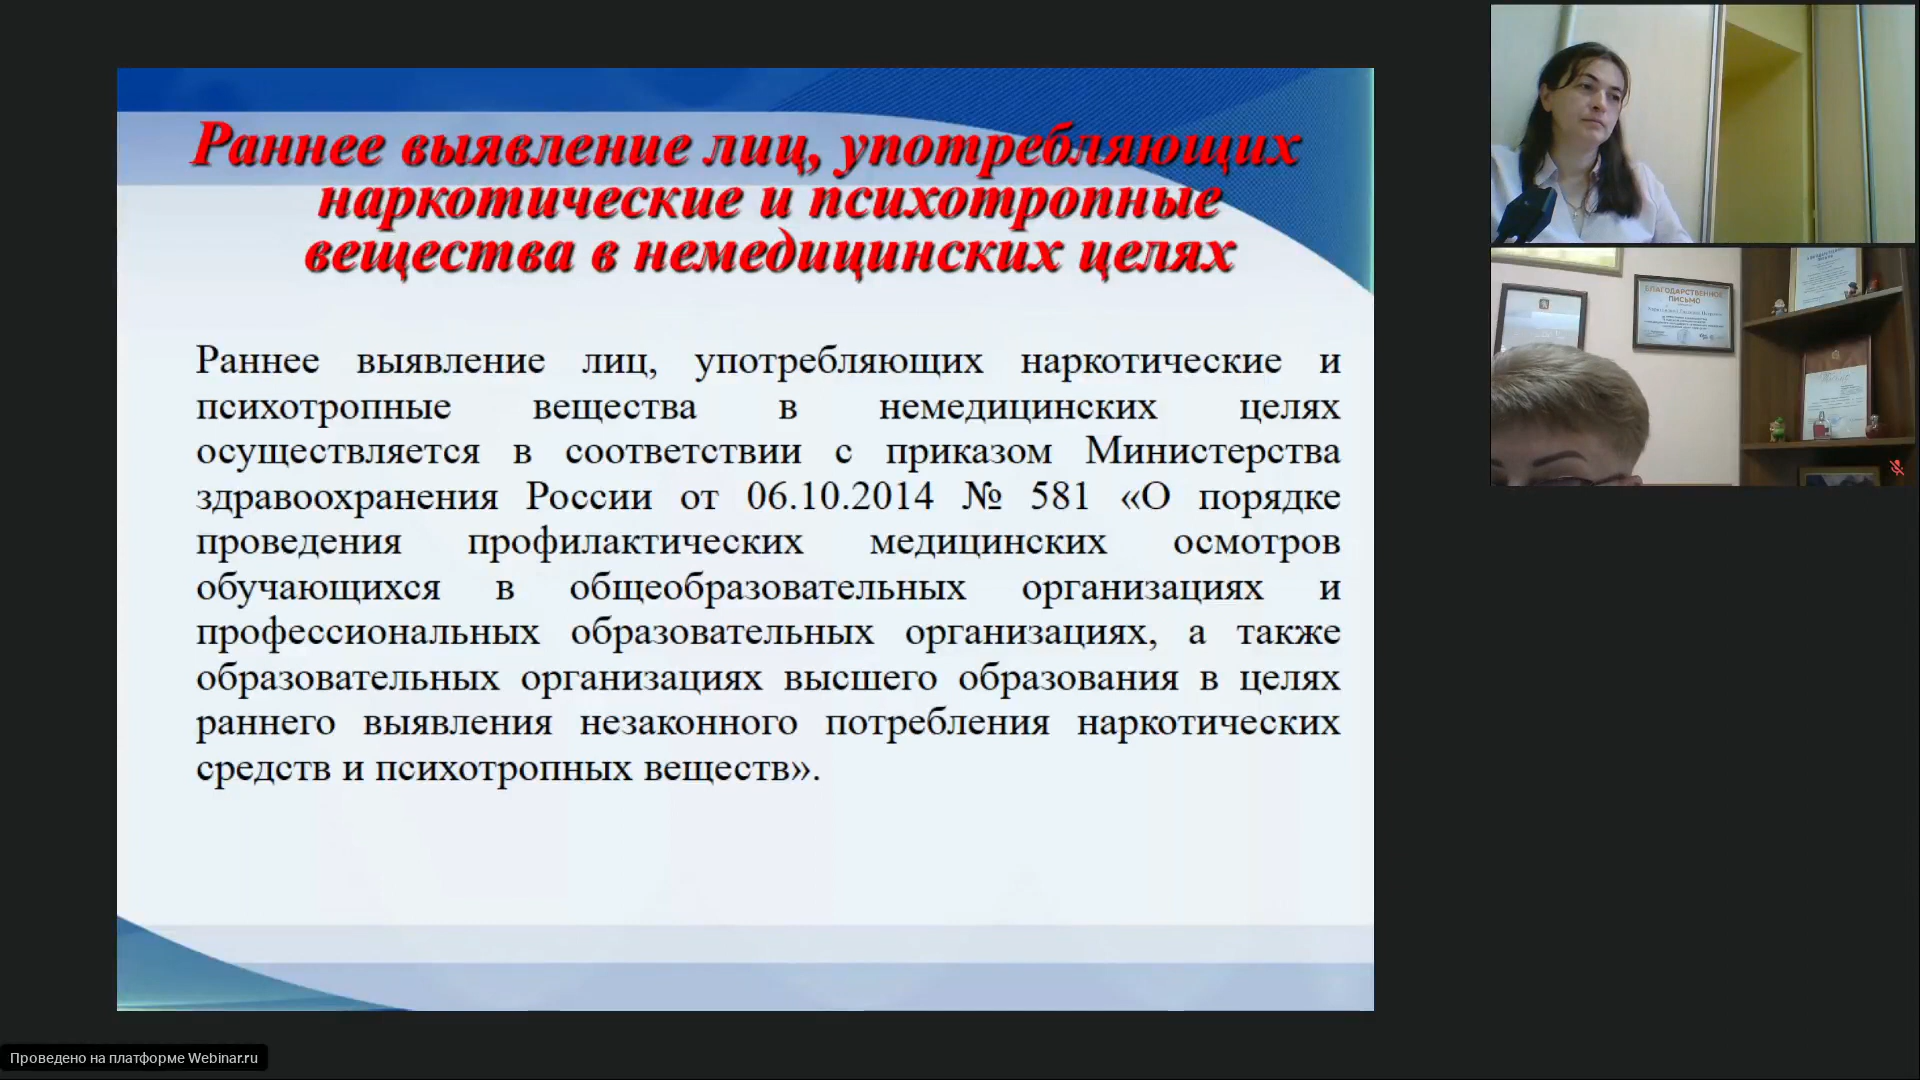 Раннее выявление лиц, употребляющих
наркотические и психотропные
вещества в немедицинских целях
Раннее выявление лиц, употребляющих наркотические и
психотропные вещества в немедицинских целях
осуществляется в соответствии с приказом Министерства
здравоохранения России от 06.10.2014 № 581 «О порядке
проведения профилактических медицинских осмотров
обучающихся в общеобразовательных организациях и
профессиональных образовательных организациях, а также
образовательных организациях высшего образования в целях
раннего выявления незаконного потребления наркотических
средств и психотропных веществ».
БЛАГОДАРСТВЕННОЕ
ПИСЬМО
Проведено на платформе Webinar.ru